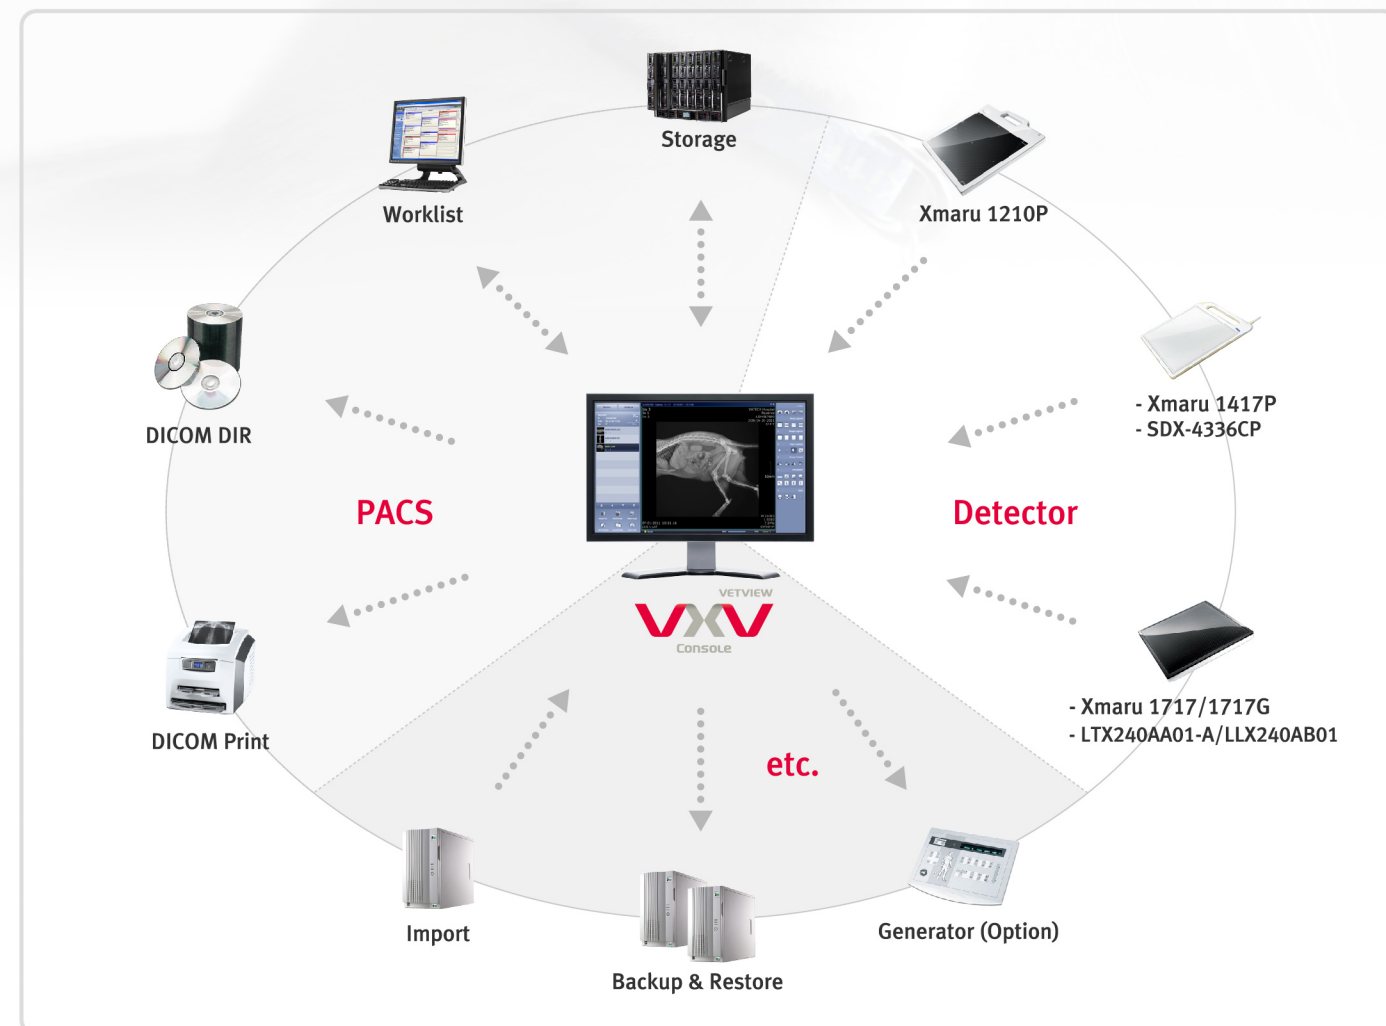 Storage
Worklist
Xmaru 1210P
DICOM DIR
- Xmaru 1417P
- SDX-4336CP
PACS
Detector
VETVIEW
VXV
Console
DICOM Print
- Xmaru 1717/1717G
- LTX240AA01-A/LLX240AB01
etc.
Import
Backup & Restore
Generator (Option)